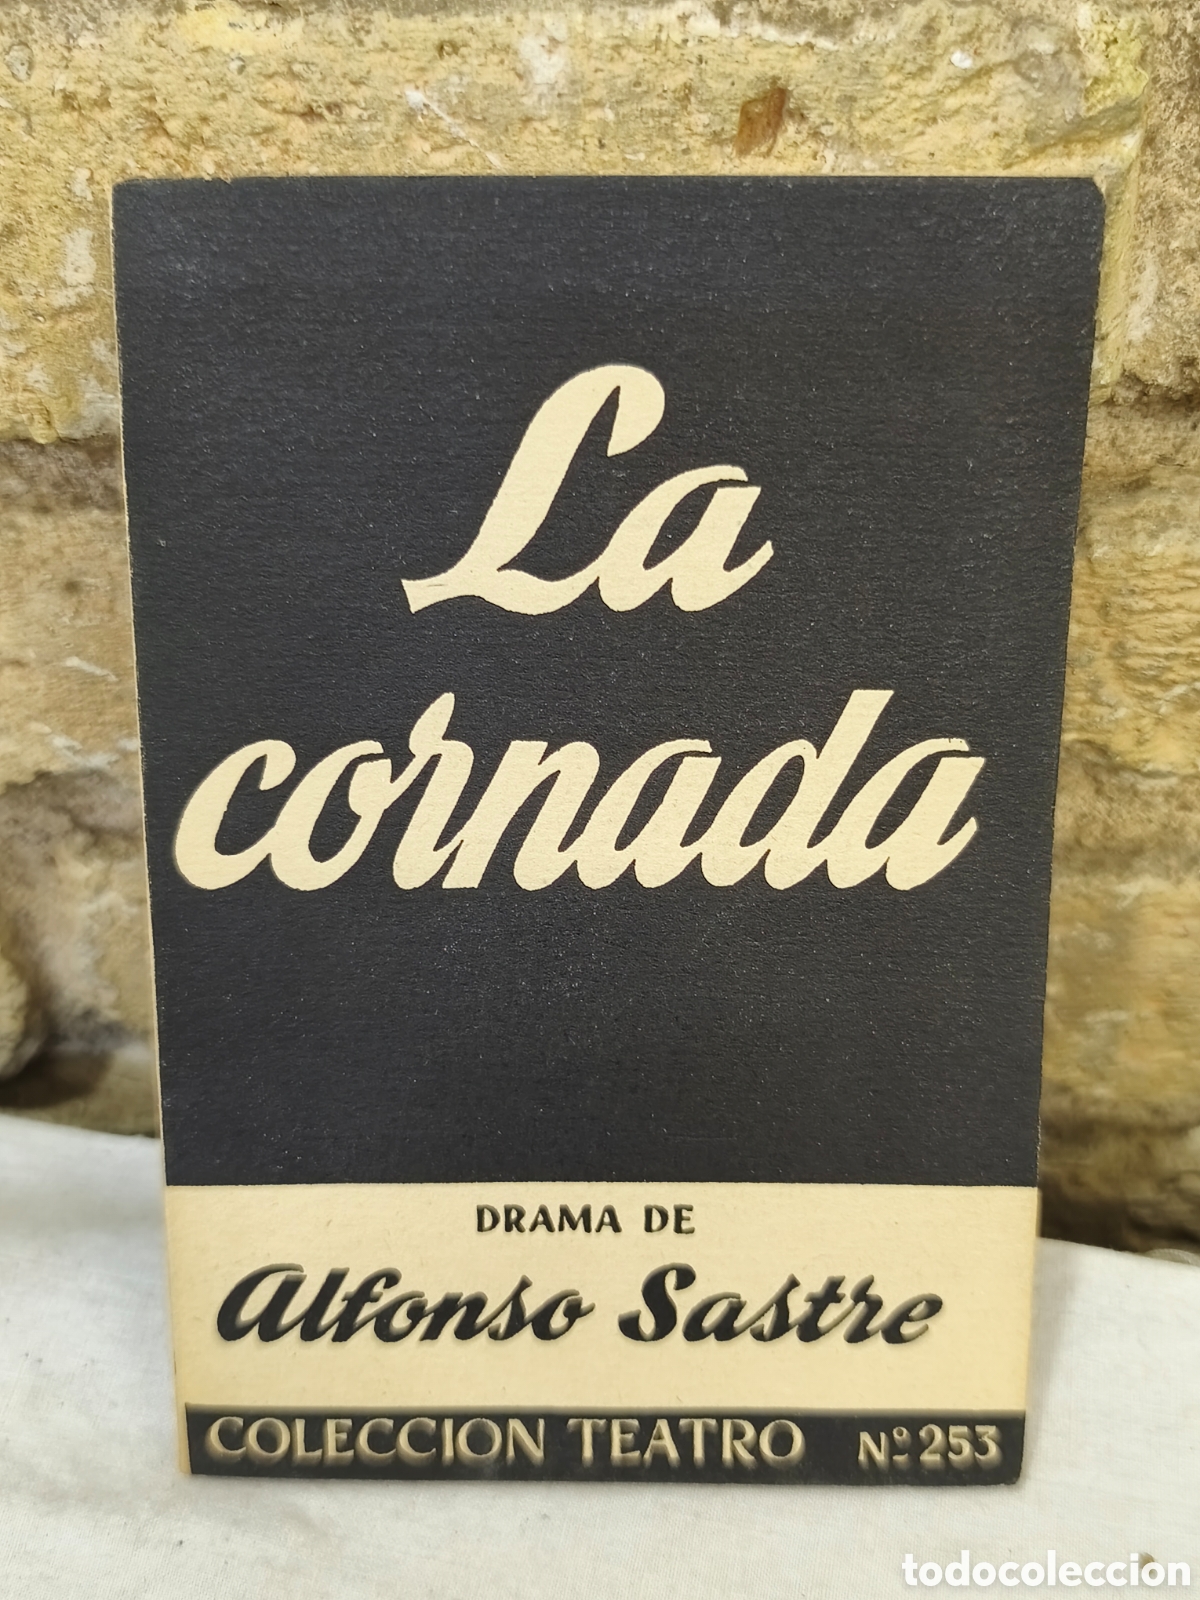 La
cornada
DRAMA DE
Alfonso Sastre
COLECCION TEATRO Nº 253
todocoleccion